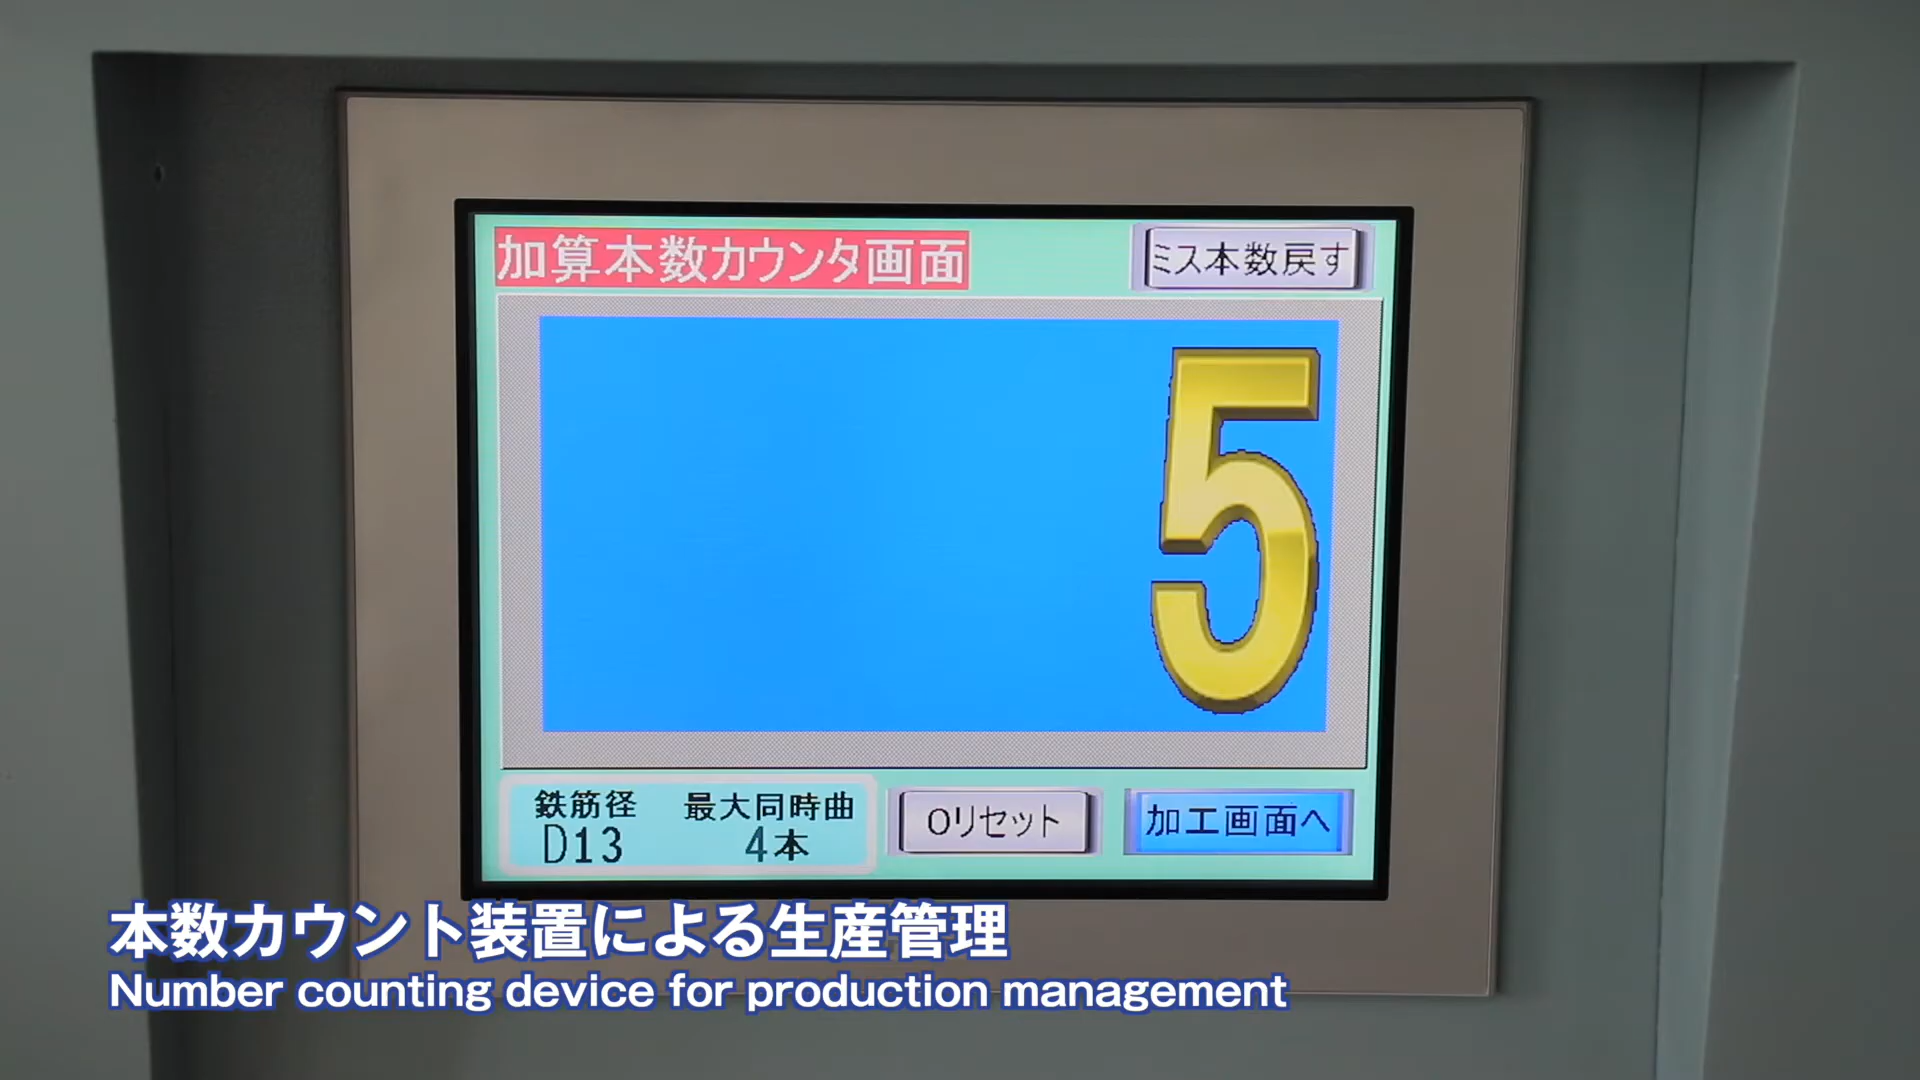 加算本数カウンタ画面
ミス本数戻す
5
鉄筋径 最大同時曲
D13 4本
0リセット
加工画面へ
本数カウント装置による生産管理
Number counting device for production management